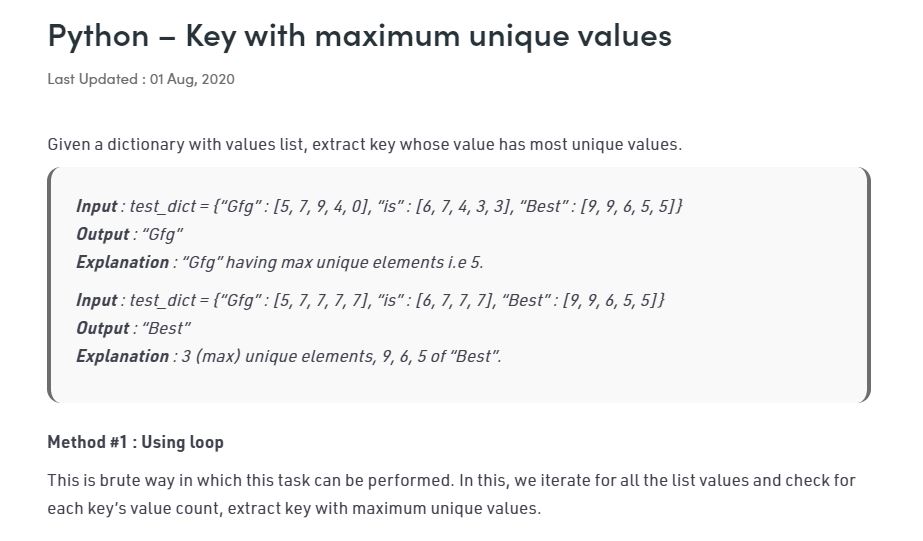 Python – Key with maximum unique values
Last Updated : 01 Aug, 2020
Given a dictionary with values list, extract key whose value has most unique values.
Input : test_dict = {“Gfg” : [5, 7, 9, 4, 0], “is” : [6, 7, 4, 3, 3], “Best” : [9, 9, 6, 5, 5]}
Output : “Gfg”
Explanation : “Gfg” having max unique elements i.e 5.
Input : test_dict = {“Gfg” : [5, 7, 7, 7, 7], “is” : [6, 7, 7, 7], “Best” : [9, 9, 6, 5, 5]}
Output : “Best”
Explanation : 3 (max) unique elements, 9, 6, 5 of “Best”.
Method #1 : Using loop
This is brute way in which this task can be performed. In this, we iterate for all the list values and check for
each key’s value count, extract key with maximum unique values.